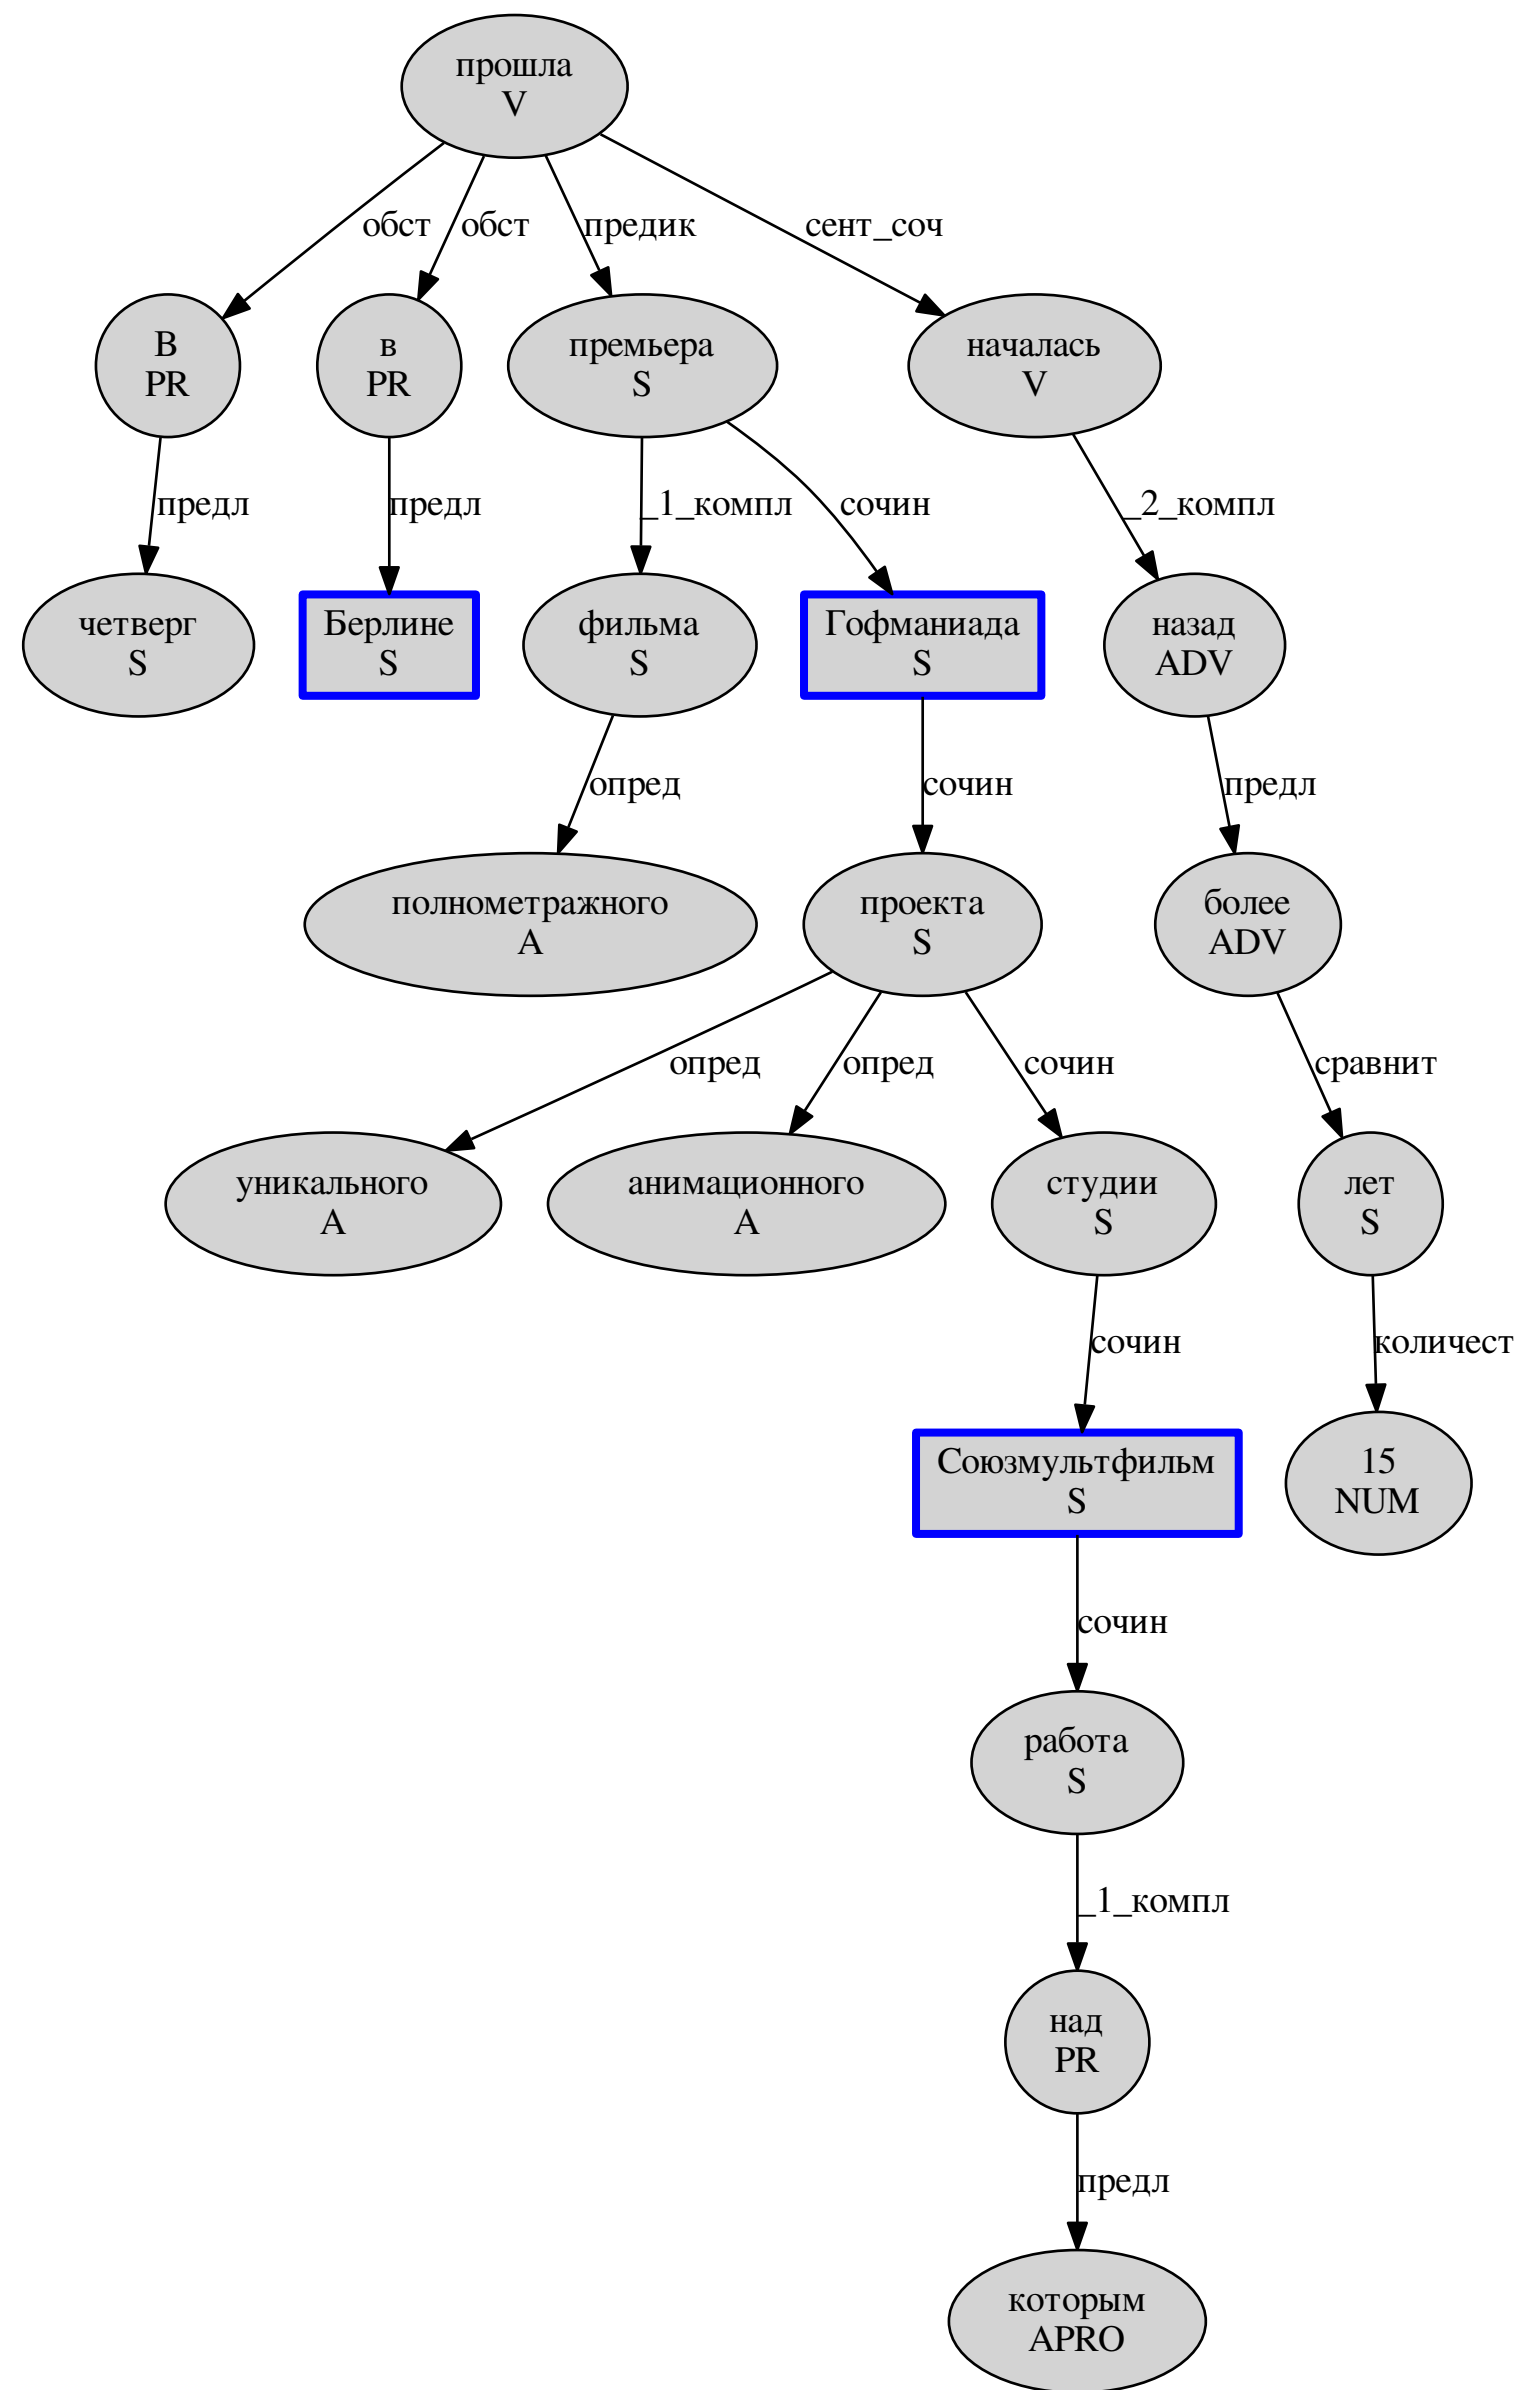 прошла
V
обст
обст
предик
сент_соч
В
PR
в
PR
премьера
S
началась
V
предл
предл
_1_компл
сочин
_2_компл
четверг
S
Берлине
S
фильма
S
Гофманиада
S
назад
ADV
опред
сочин
предл
полнометражного
A
проекта
S
более
ADV
опред
опред
сочин
сравнит
уникального
A
анимационного
A
студии
S
лет
S
сочин
количест
Союзмультфильм
S
15
NUM
сочин
работа
S
_1_компл
над
PR
предл
которым
APRO